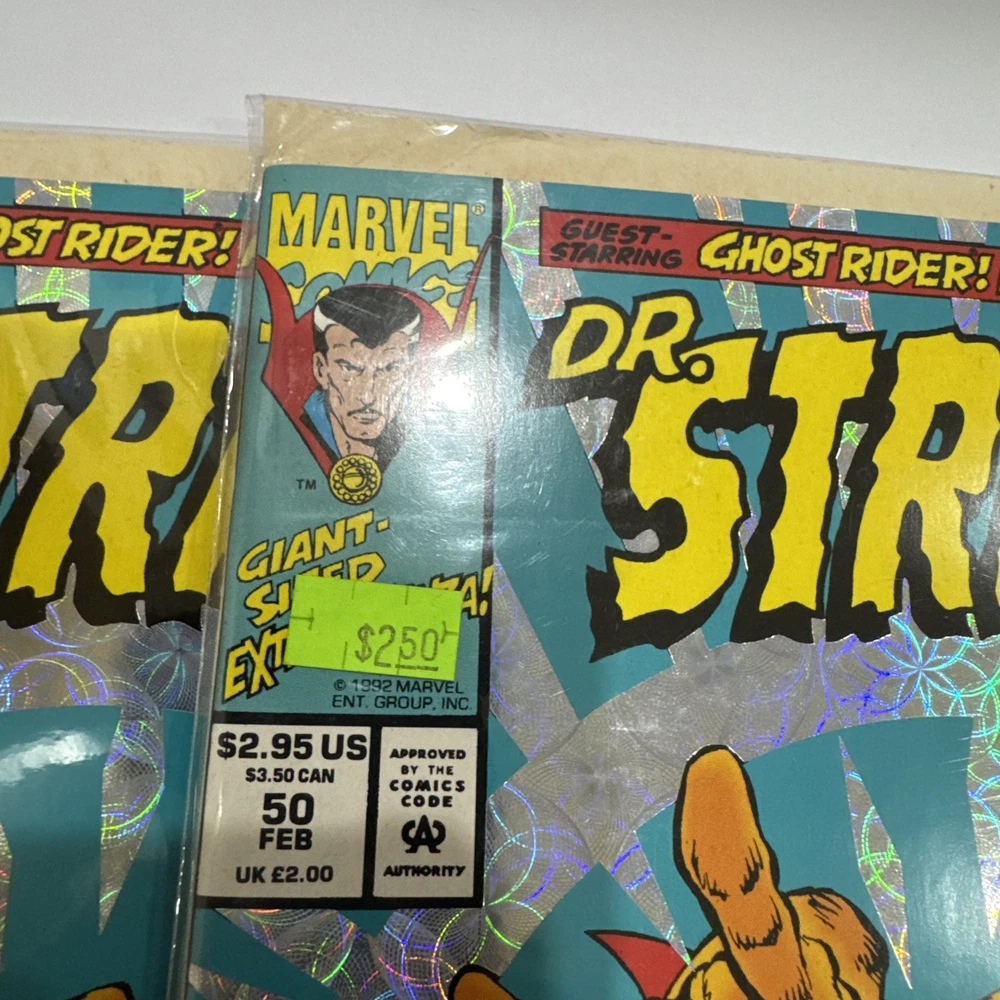 OST RIDER!
TR
MARVEL®
COMICS
TM
GIANT-
A!
EXT
$2.50
© 1992 MARVEL
ENT. GROUP, INC.
$2.95 US
$3.50 CAN
50
FEB
UK £2.00
APPROVED
BY THE
COMICS
CODE
CA
AUTHORITY
GUEST-
STARRING GHOST RIDER!
DR.
STR